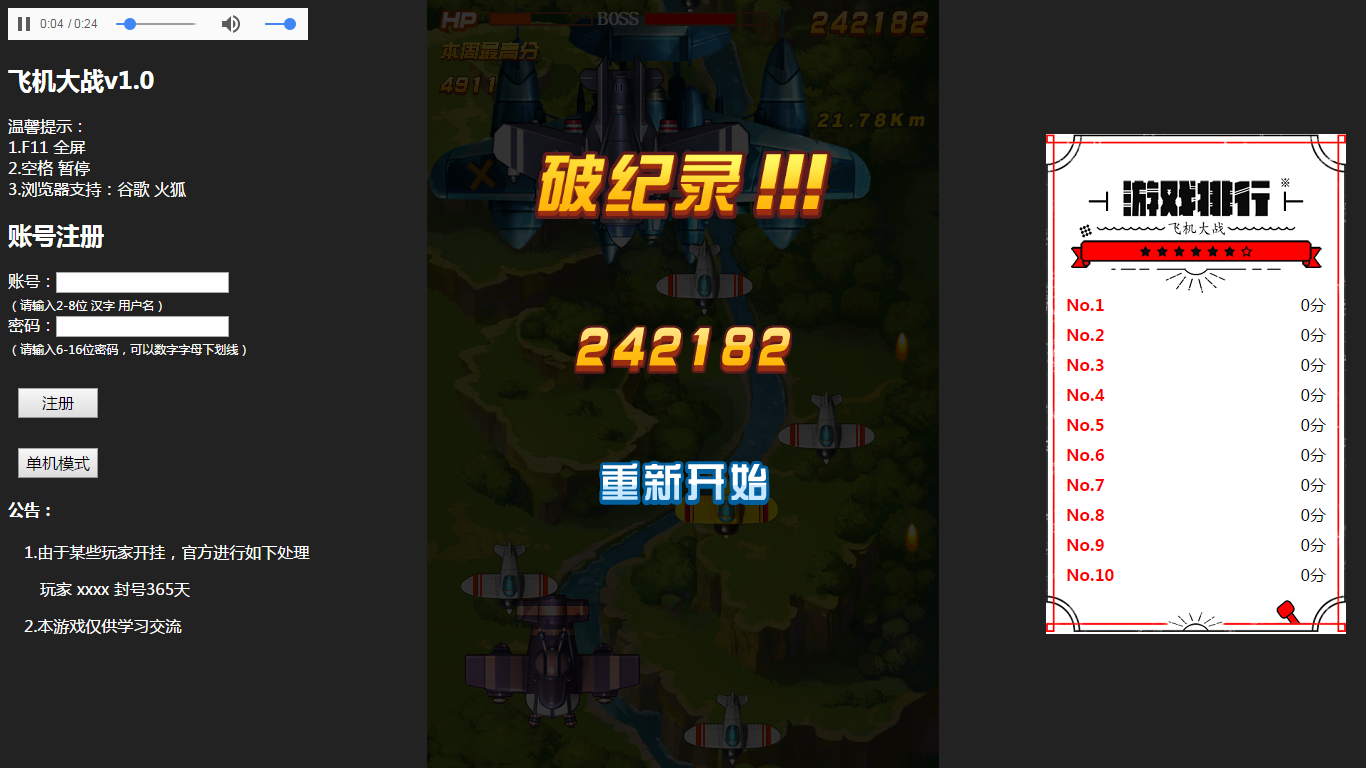 0:04 / 0:24
飞机大战v1.0
温馨提示：
1.F11 全屏
2.空格 暂停
3.浏览器支持：谷歌 火狐
账号注册
账号：
（请输入2-8位 汉字 用户名）
密码：
（请输入6-16位密码，可以数字字母下划线）
注册
单机模式
公告：
1.由于某些玩家开挂，官方进行如下处理
玩家 xxxx 封号365天
2.本游戏仅供学习交流
HP BOSS 242182
本周最高分
4911
21.78Km
破纪录!!!
242182
重新开始
游戏排行
※
飞机大战
No.1 0分
No.2 0分
No.3 0分
No.4 0分
No.5 0分
No.6 0分
No.7 0分
No.8 0分
No.9 0分
No.10 0分